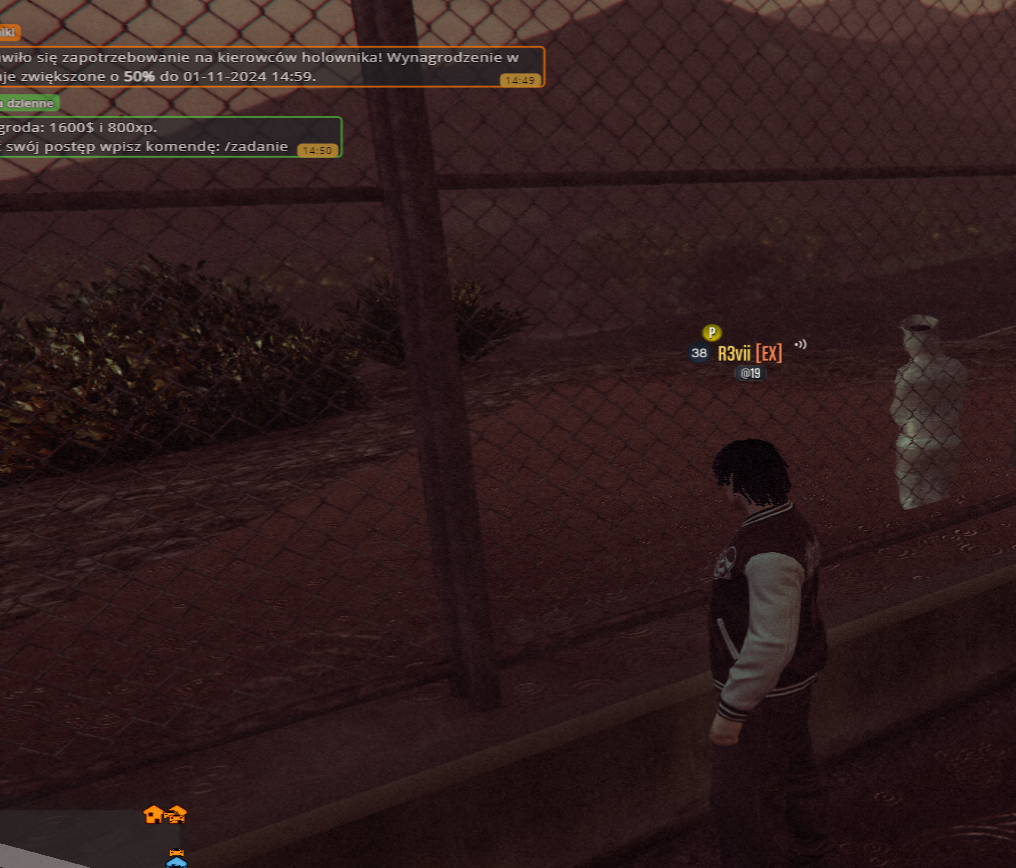 wiło się zapotrzebowanie na kierowców holownika! Wynagrodzenie w
je zwiększone o 50% do 01-11-2024 14:59.
14:49
dzienne
groda: 1600$ i 800xp.
swój postęp wpisz komendę: /zadanie
14:50
P
38 R3vii [EX]
@19